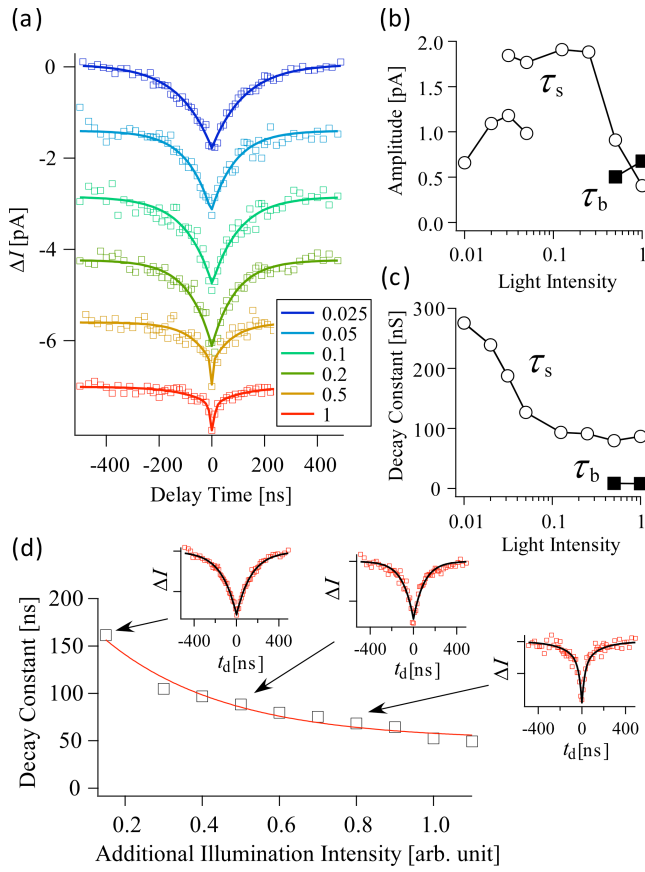 (a)
0
-2
-4
-6
ΔI [pA]
0.025
0.05
0.1
0.2
0.5
1
-400
-200
0
200
400
Delay Time [ns]
(b)
2.0
1.5
1.0
0.5
0.0
Amplitude [pA]
τs
τb
0.01
0.1
1
Light Intensity
(c)
300
200
100
0
Decay Constant [nS]
τs
τb
0.01
0.1
1
Light Intensity
(d)
200
150
100
50
0
Decay Constant [ns]
0.2
0.4
0.6
0.8
1.0
Additional Illumination Intensity [arb. unit]
ΔI
-400
0
400
td[ns]
ΔI
-400
0
400
td[ns]
ΔI
-400
0
400
td[ns]